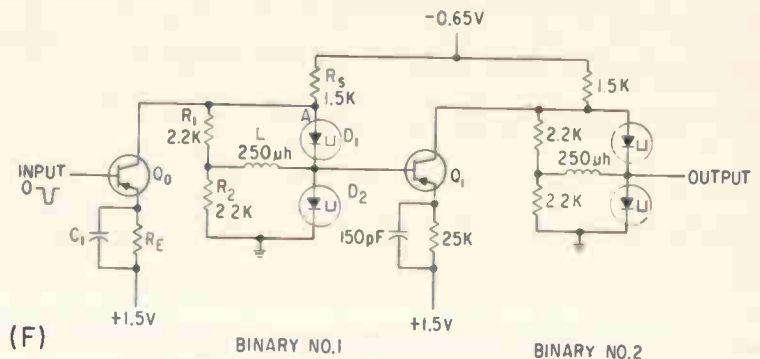 -0.65V
RS
1.5K
1.5K
R1
2.2K
A
D1
L
250µh
2.2K
250µh
INPUT
0
Q0
R2
2.2K
D2
Q1
2.2K
OUTPUT
C1
RE
150pF
25K
+1.5V
+1.5V
(F)
BINARY NO.1
BINARY NO.2